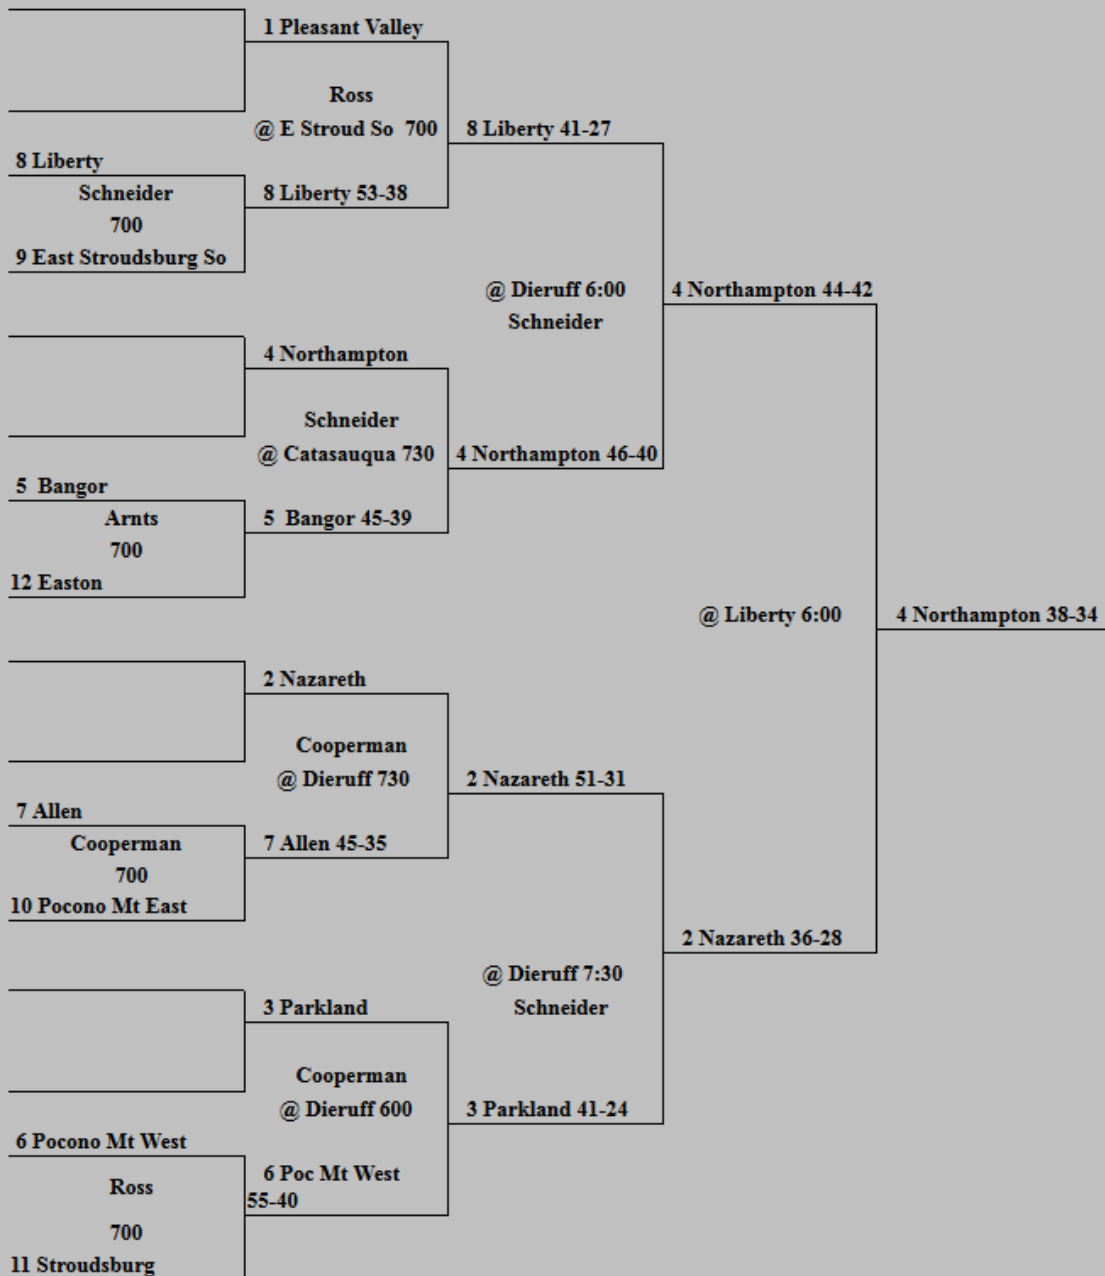 1 Pleasant Valley
Ross
@ E Stroud So 700
8 Liberty 41-27
8 Liberty
Schneider
700
8 Liberty 53-38
9 East Stroudsburg So
@ Dieruff 6:00
Schneider
4 Northampton 44-42
4 Northampton
Schneider
@ Catasauqua 730
4 Northampton 46-40
5 Bangor
Arnts
700
5 Bangor 45-39
12 Easton
@ Liberty 6:00
4 Northampton 38-34
2 Nazareth
Cooperman
@ Dieruff 730
2 Nazareth 51-31
7 Allen
Cooperman
700
7 Allen 45-35
10 Pocono Mt East
2 Nazareth 36-28
@ Dieruff 7:30
Schneider
3 Parkland
Cooperman
@ Dieruff 600
3 Parkland 41-24
6 Pocono Mt West
Ross
700
6 Poc Mt West
55-40
11 Stroudsburg